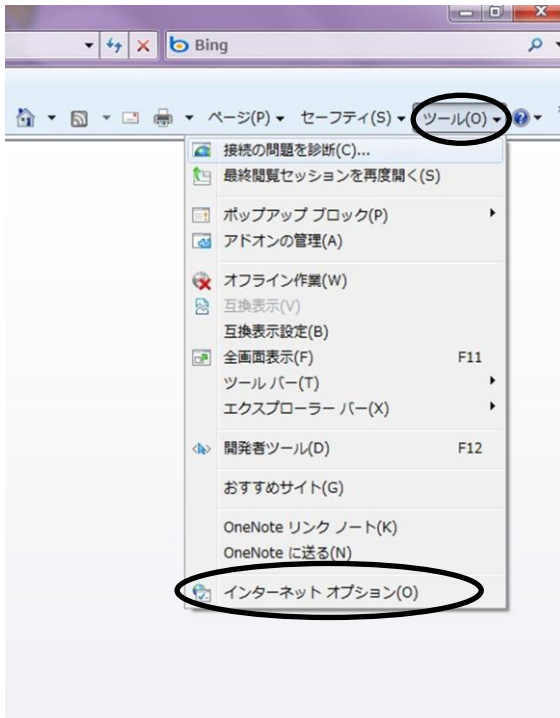 Bing
ページ(P) セーフティ(S) ツール(O)
接続の問題を診断(C)...
最終閲覧セッションを再度開く(S)
ポップアップ ブロック(P)
アドオンの管理(A)
オフライン作業(W)
互換表示(V)
互換表示設定(B)
全画面表示(F) F11
ツール バー(T)
エクスプローラー バー(X)
開発者ツール(D) F12
おすすめサイト(G)
OneNote リンク ノート(K)
OneNote に送る(N)
インターネット オプション(O)